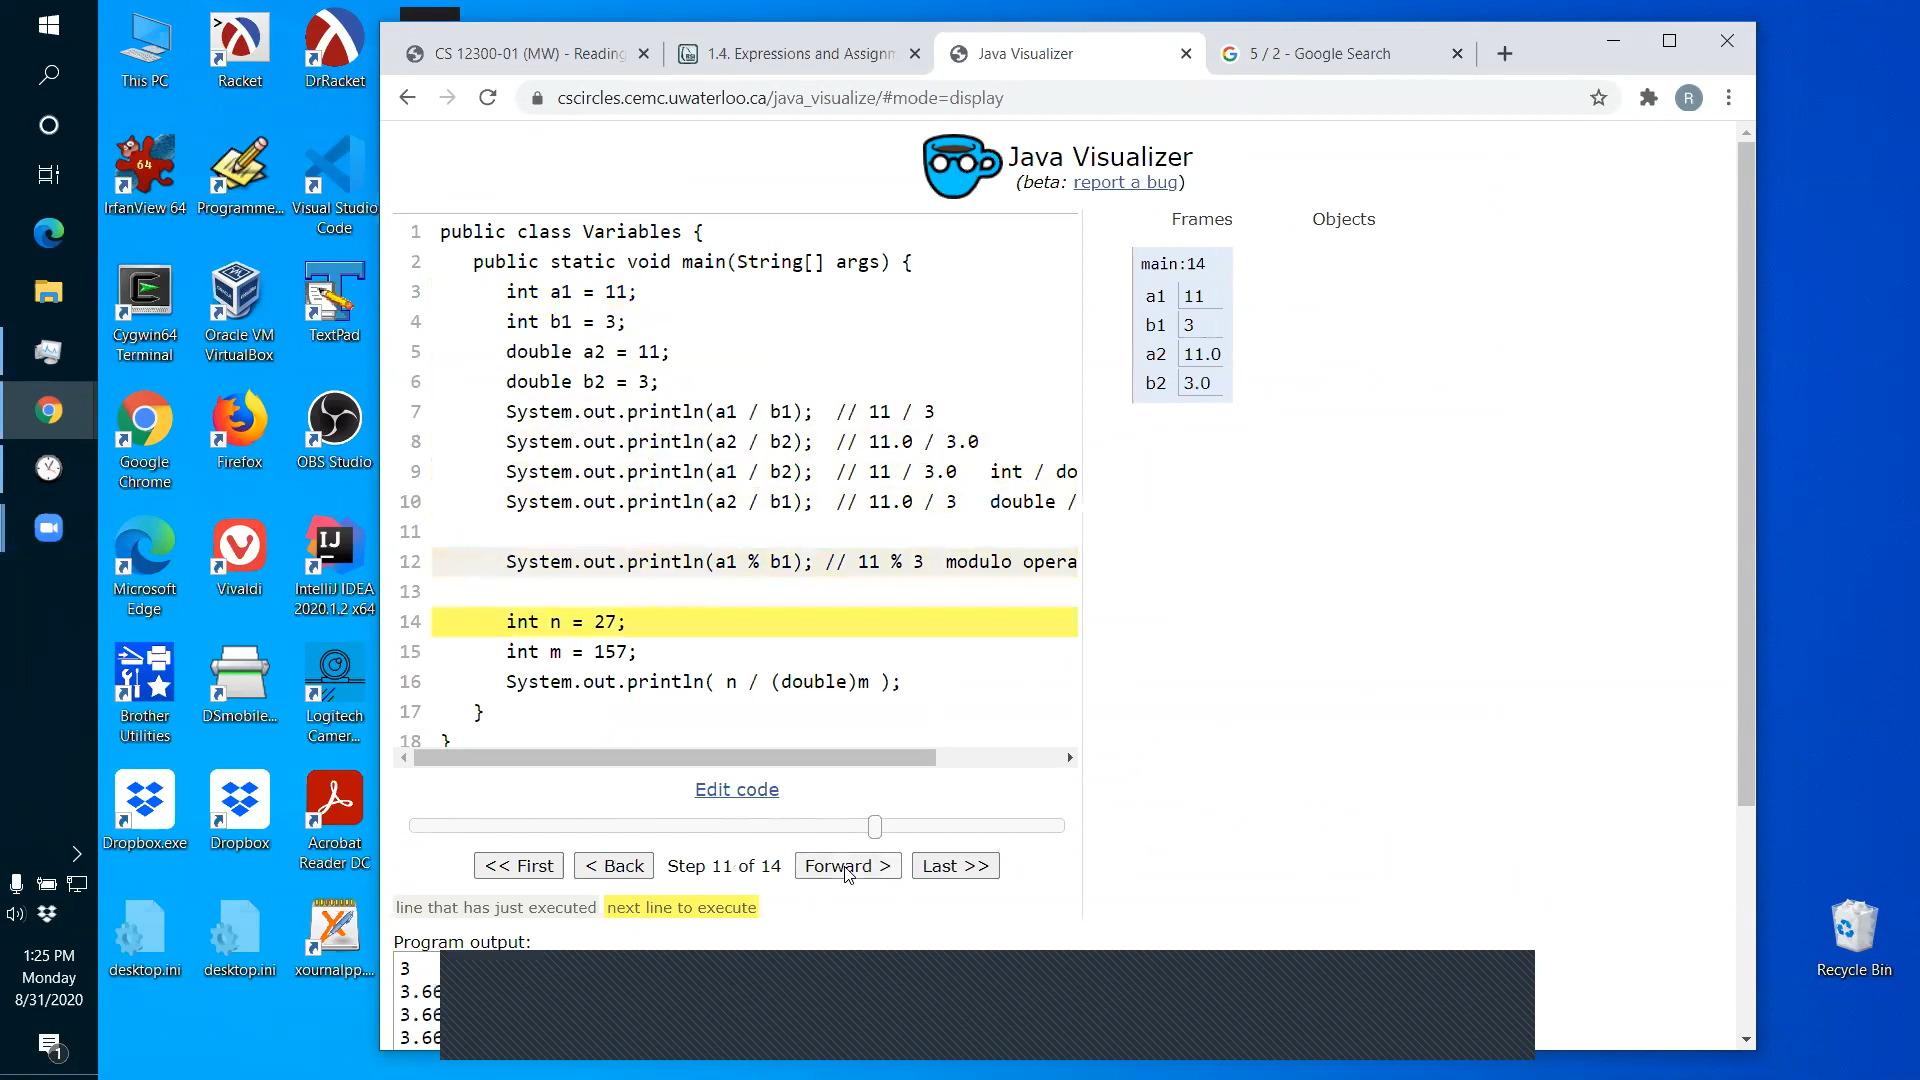 This PC
Racket
DrRacket
IrfanView 64
Programme...
Visual Studio
Code
Cygwin64
Terminal
Oracle VM
VirtualBox
TextPad
Google
Chrome
Firefox
OBS Studio
Microsoft
Edge
Vivaldi
IntelliJ IDEA
2020.1.2 x64
Brother
Utilities
DSmobile...
Logitech
Camer...
Dropbox.exe
Dropbox
Acrobat
Reader DC
desktop.ini
desktop.ini
xournalpp....
1:25 PM
Monday
8/31/2020
1
CS 12300-01 (MW) - Reading
1.4. Expressions and Assignm
Java Visualizer
5 / 2 - Google Search
cscircles.cemc.uwaterloo.ca/java_visualize/#mode=display
R
Java Visualizer
(beta: report a bug)
1 public class Variables {
2 public static void main(String[] args) {
3 int a1 = 11;
4 int b1 = 3;
5 double a2 = 11;
6 double b2 = 3;
7 System.out.println(a1 / b1); // 11 / 3
8 System.out.println(a2 / b2); // 11.0 / 3.0
9 System.out.println(a1 / b2); // 11 / 3.0 int / do
10 System.out.println(a2 / b1); // 11.0 / 3 double /
11
12 System.out.println(a1 % b1); // 11 % 3 modulo opera
13
14 int n = 27;
15 int m = 157;
16 System.out.println( n / (double)m );
17 }
18 }
Edit code
<< First < Back Step 11 of 14 Forward > Last >>
line that has just executed next line to execute
Program output:
3
3.66
3.66
3.66
Frames Objects
main:14
a1 11
b1 3
a2 11.0
b2 3.0
Recycle Bin